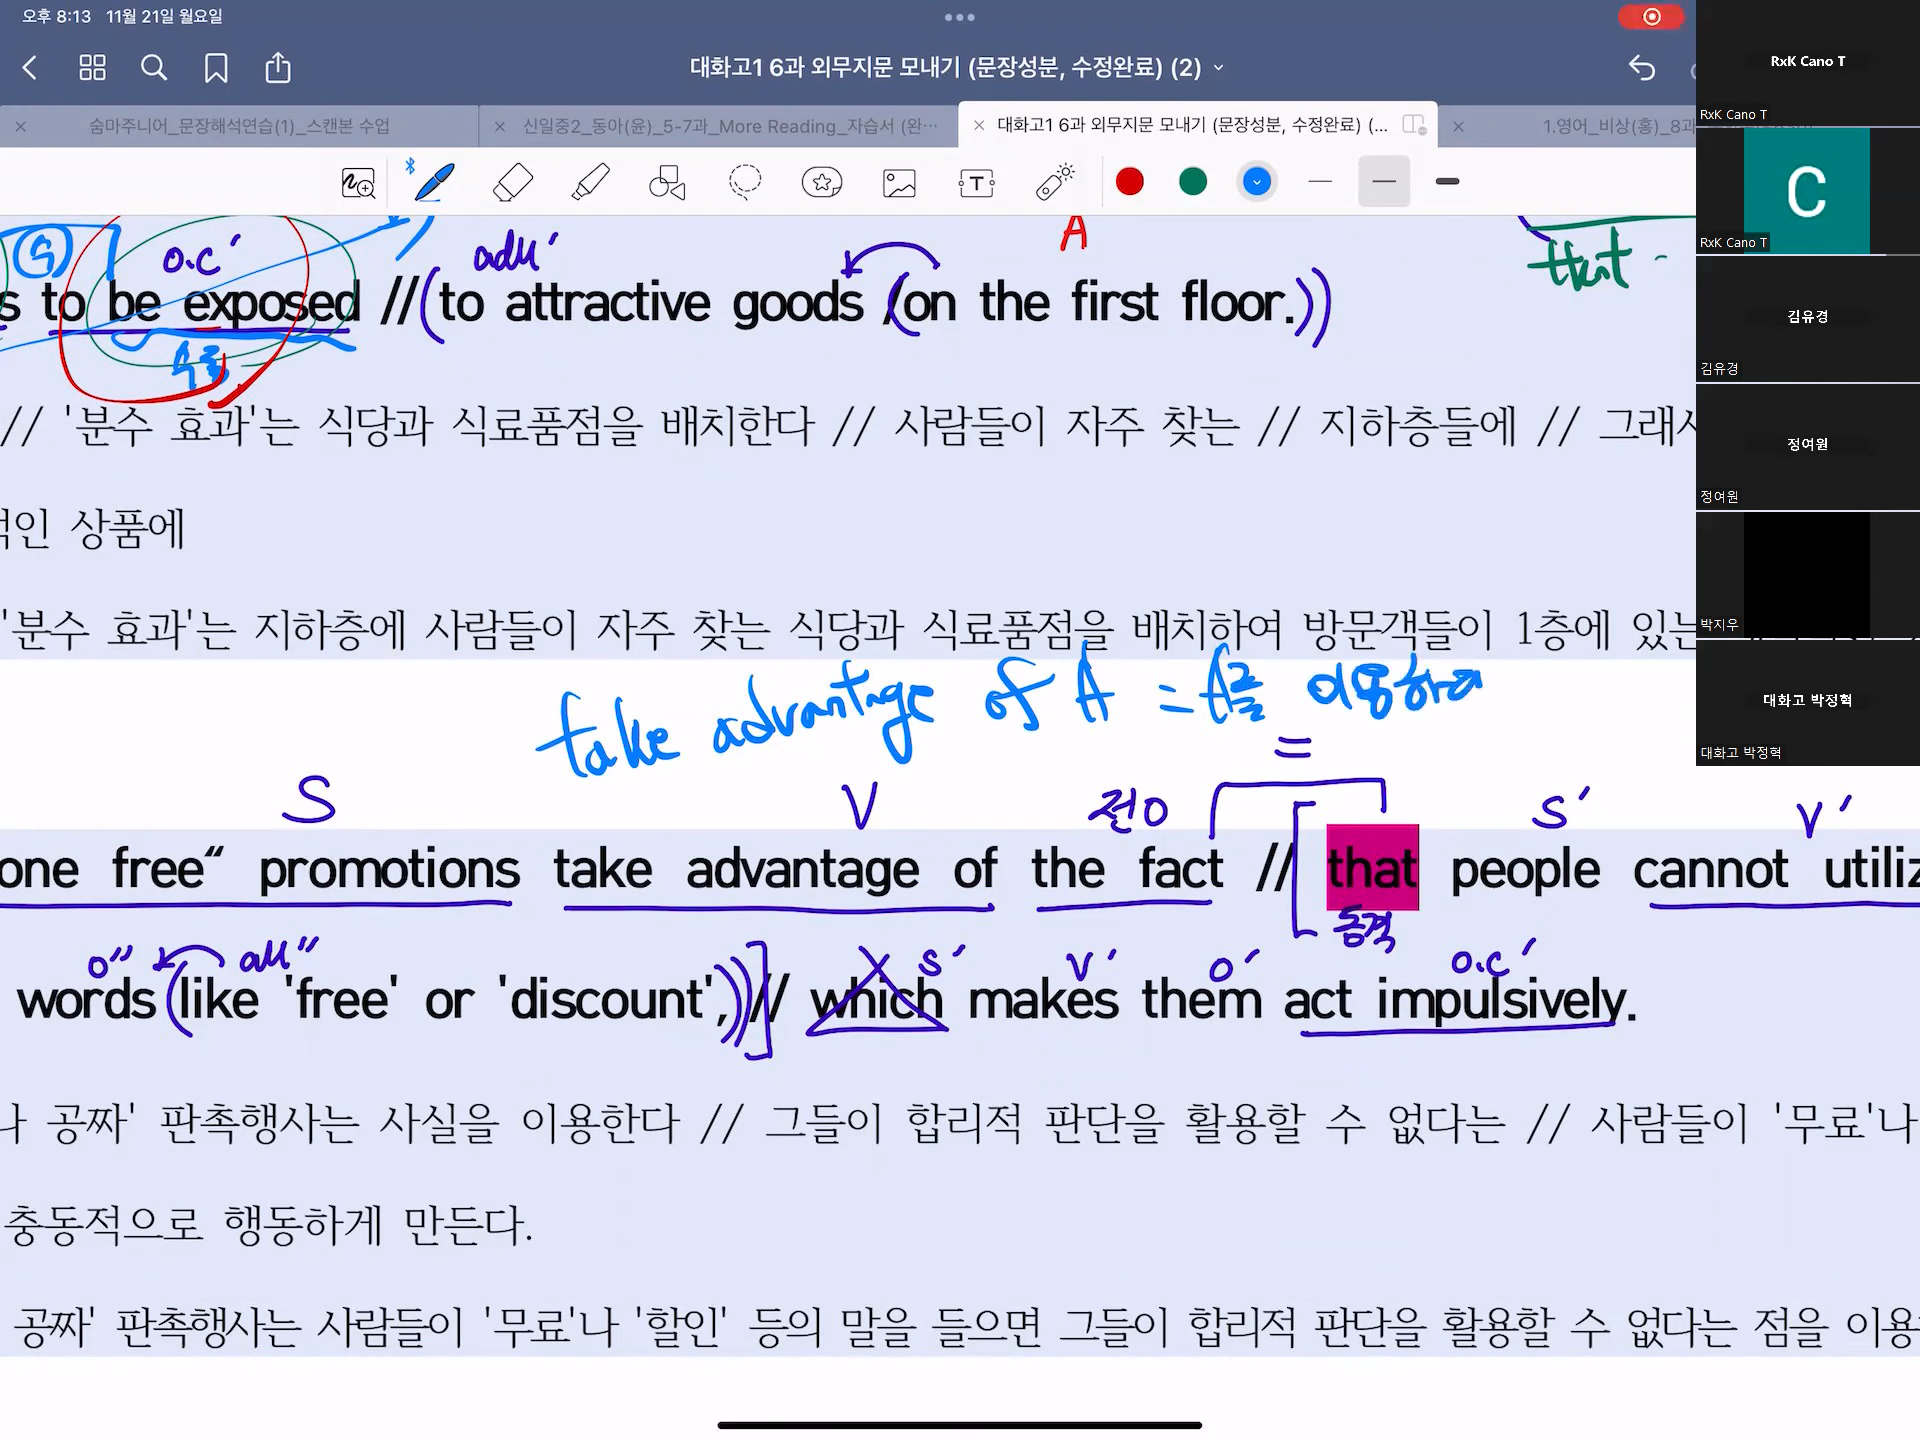 오후 8:13 11월 21일 월요일
대화고1 6과 외무지문 모내기 (문장성분, 수정완료) (2)
숨마주니어_문장해석연습(1)_스캔본 수업
신일중2_동아(윤)_5-7과_More Reading_자습서 (완…
대화고1 6과 외무지문 모내기 (문장성분, 수정완료) (...
1.영어_비상(홍)_8과
o.c′ adu′ A
that
s to be exposed //(to attractive goods /(on the first floor.))
수동
// '분수 효과'는 식당과 식료품점을 배치한다 // 사람들이 자주 찾는 // 지하층들에 // 그래서
적인 상품에
'분수 효과'는 지하층에 사람들이 자주 찾는 식당과 식료품점을 배치하여 방문객들이 1층에 있는
take advantage of A = A를 이용하다
=
S V 전O S′ V′
one free“ promotions take advantage of the fact // [that people cannot utiliz
동격
o″ au″ s′ v′ o′ o.c′
words (like 'free' or 'discount',))]// which makes them act impulsively.
나 공짜' 판촉행사는 사실을 이용한다 // 그들이 합리적 판단을 활용할 수 없다는 // 사람들이 '무료'나
충동적으로 행동하게 만든다.
공짜' 판촉행사는 사람들이 '무료'나 '할인' 등의 말을 들으면 그들이 합리적 판단을 활용할 수 없다는 점을 이용
RxK Cano T
RxK Cano T
C
RxK Cano T
김유경
김유경
정여원
정여원
박지우
대화고 박정혁
대화고 박정혁